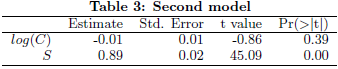 Table 3: Second model
Estimate Std. Error t value Pr(>|t|)
log(C) -0.01 0.01 -0.86 0.39
S 0.89 0.02 45.09 0.00